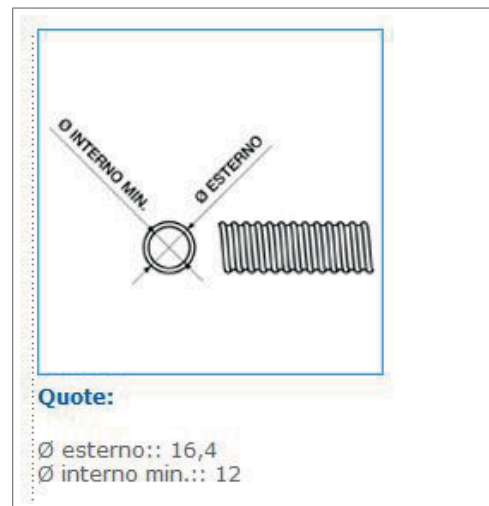 Ø INTERNO MIN.
Ø ESTERNO
Quote:
Ø esterno:: 16,4
Ø interno min.:: 12